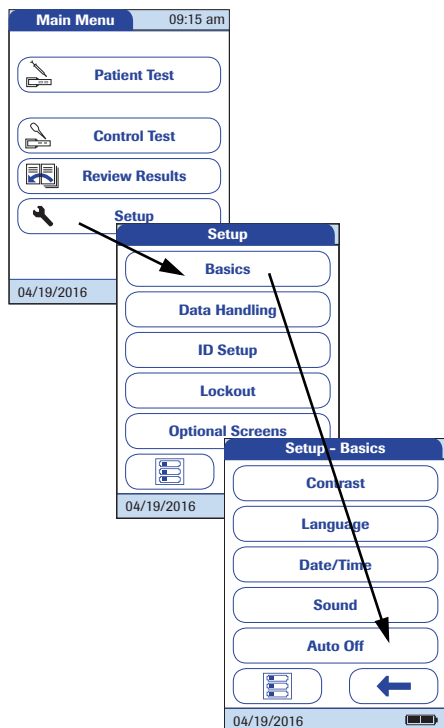 Main Menu 09:15 am
Patient Test
Control Test
Review Results
Setup
04/19/2016
Setup
Basics
Data Handling
ID Setup
Lockout
Optional Screens
04/19/2016
Setup – Basics
Contrast
Language
Date/Time
Sound
Auto Off
04/19/2016